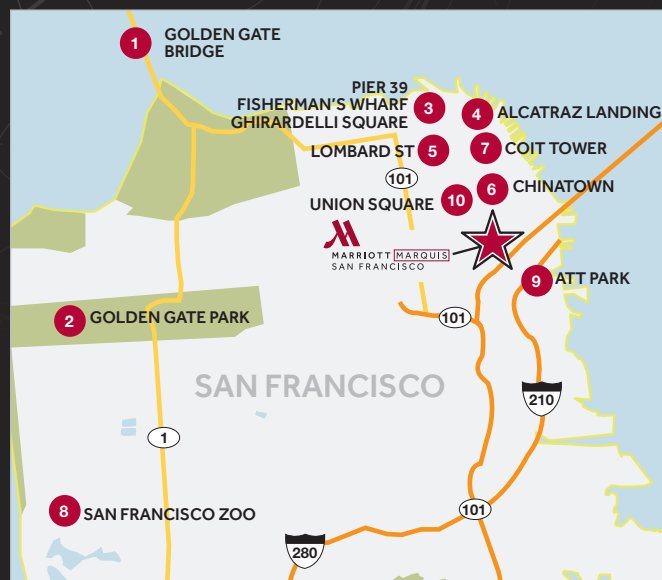 1 GOLDEN GATE
BRIDGE
PIER 39
FISHERMAN'S WHARF
GHIRARDELLI SQUARE
3
4 ALCATRAZ LANDING
LOMBARD ST 5
7 COIT TOWER
101
6 CHINATOWN
UNION SQUARE 10
MARRIOTT MARQUIS
SAN FRANCISCO
9 ATT PARK
2 GOLDEN GATE PARK
101
SAN FRANCISCO
210
1
8 SAN FRANCISCO ZOO
101
280